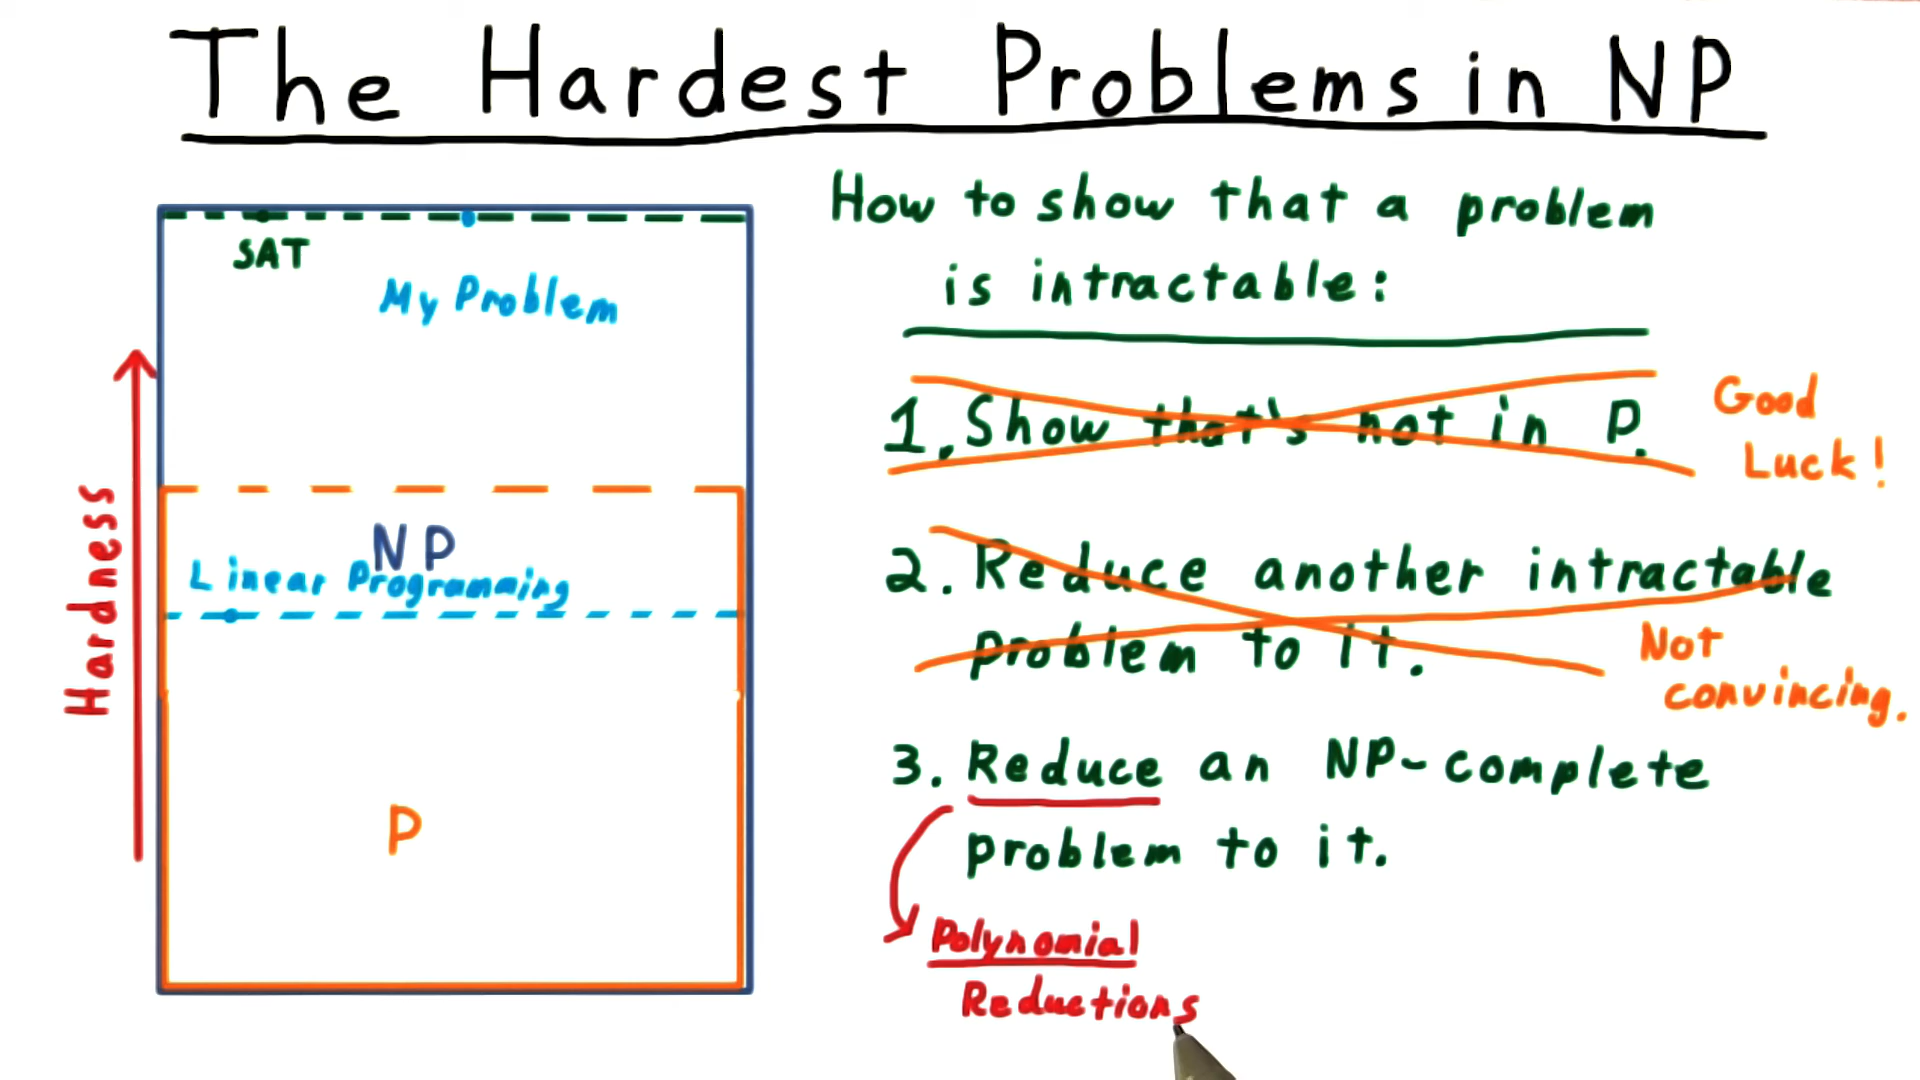 The Hardest Problems in NP
SAT
My Problem
NP
Linear Programming
P
Hardness
How to show that a problem
is intractable:
1. Show that's not in P.
Good
Luck!
2. Reduce another intractable
problem to it.
Not
convincing.
3. Reduce an NP-complete
problem to it.
Polynomial
Reductions